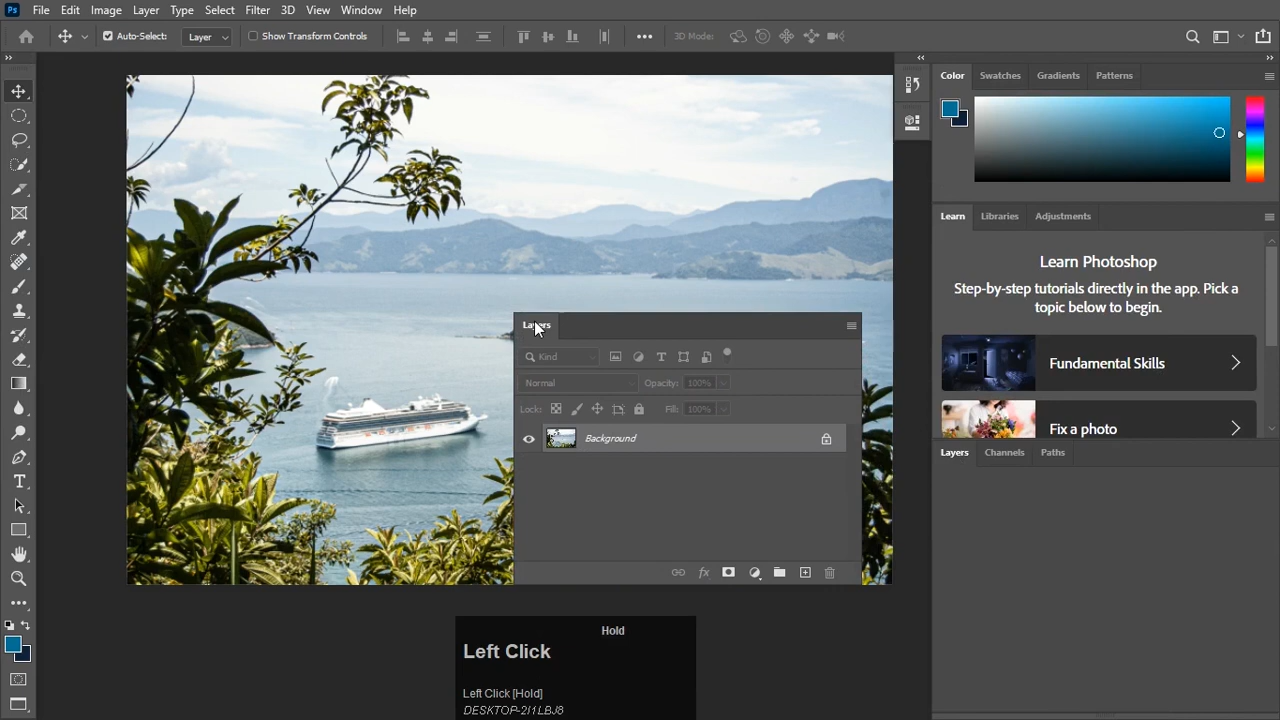 Ps File Edit Image Layer Type Select Filter 3D View Window Help
Auto-Select: Layer Show Transform Controls 3D Mode:
Color Swatches Gradients Patterns
Learn Libraries Adjustments
Learn Photoshop
Step-by-step tutorials directly in the app. Pick a
topic below to begin.
Fundamental Skills
Fix a photo
Layers Channels Paths
Layers
Kind
Normal Opacity: 100%
Lock: Fill: 100%
Background
Hold
Left Click
Left Click [Hold]
DESKTOP-2I1LBJ8